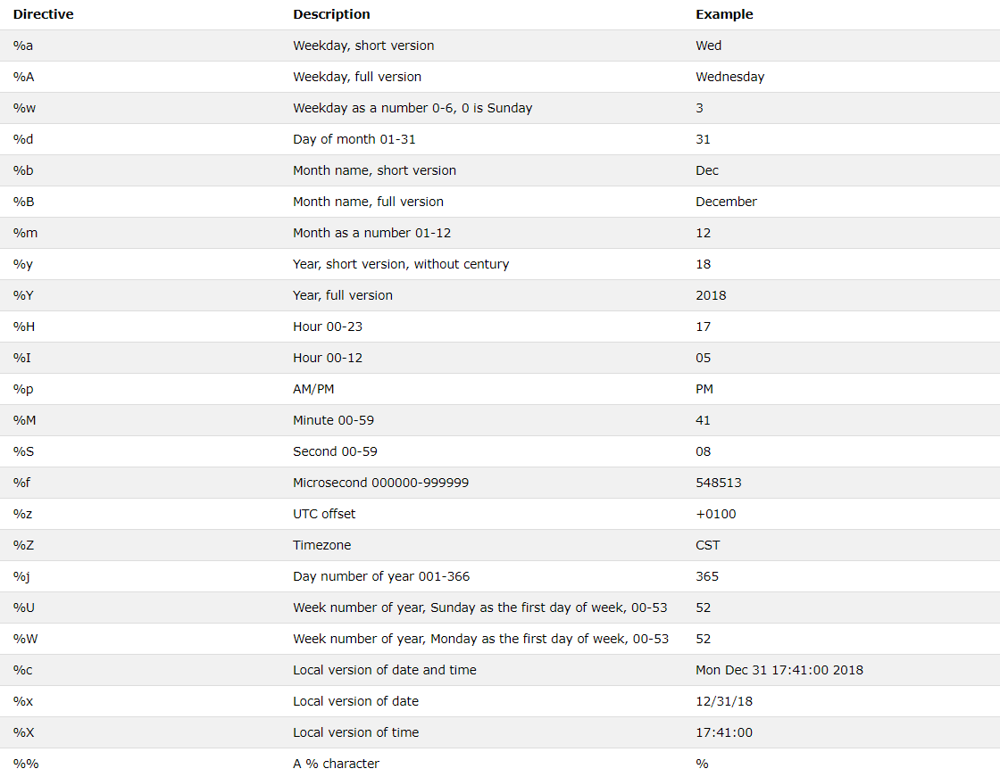 Directive Description Example
%a Weekday, short version Wed
%A Weekday, full version Wednesday
%w Weekday as a number 0-6, 0 is Sunday 3
%d Day of month 01-31 31
%b Month name, short version Dec
%B Month name, full version December
%m Month as a number 01-12 12
%y Year, short version, without century 18
%Y Year, full version 2018
%H Hour 00-23 17
%I Hour 00-12 05
%p AM/PM PM
%M Minute 00-59 41
%S Second 00-59 08
%f Microsecond 000000-999999 548513
%z UTC offset +0100
%Z Timezone CST
%j Day number of year 001-366 365
%U Week number of year, Sunday as the first day of week, 00-53 52
%W Week number of year, Monday as the first day of week, 00-53 52
%c Local version of date and time Mon Dec 31 17:41:00 2018
%x Local version of date 12/31/18
%X Local version of time 17:41:00
%% A % character %